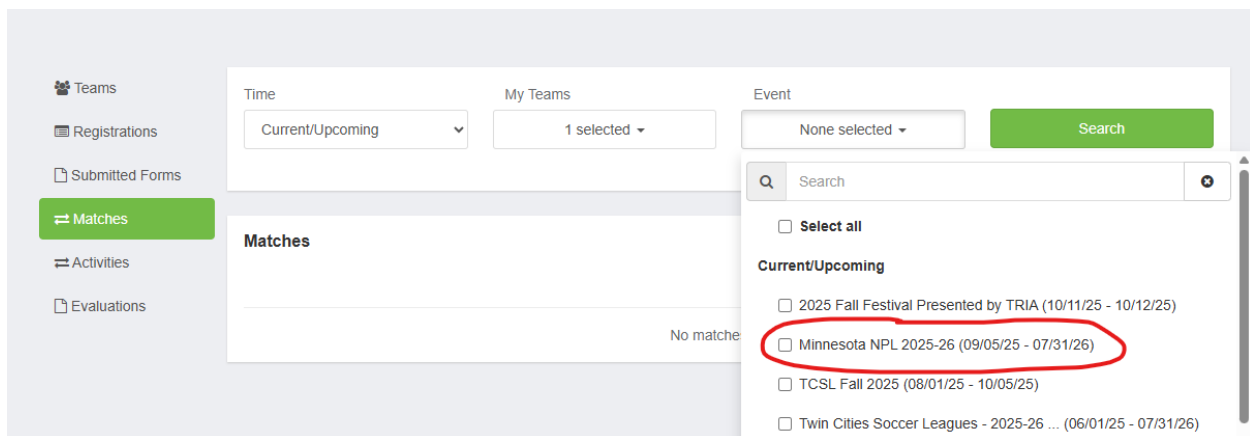 Teams
Registrations
Submitted Forms
Matches
Activities
Evaluations
Time
My Teams
Event
Current/Upcoming
1 selected
None selected
Search
Search
Select all
Current/Upcoming
2025 Fall Festival Presented by TRIA (10/11/25 - 10/12/25)
Minnesota NPL 2025-26 (09/05/25 - 07/31/26)
TCSL Fall 2025 (08/01/25 - 10/05/25)
Twin Cities Soccer Leagues - 2025-26 ... (06/01/25 - 07/31/26)
Matches
No matche